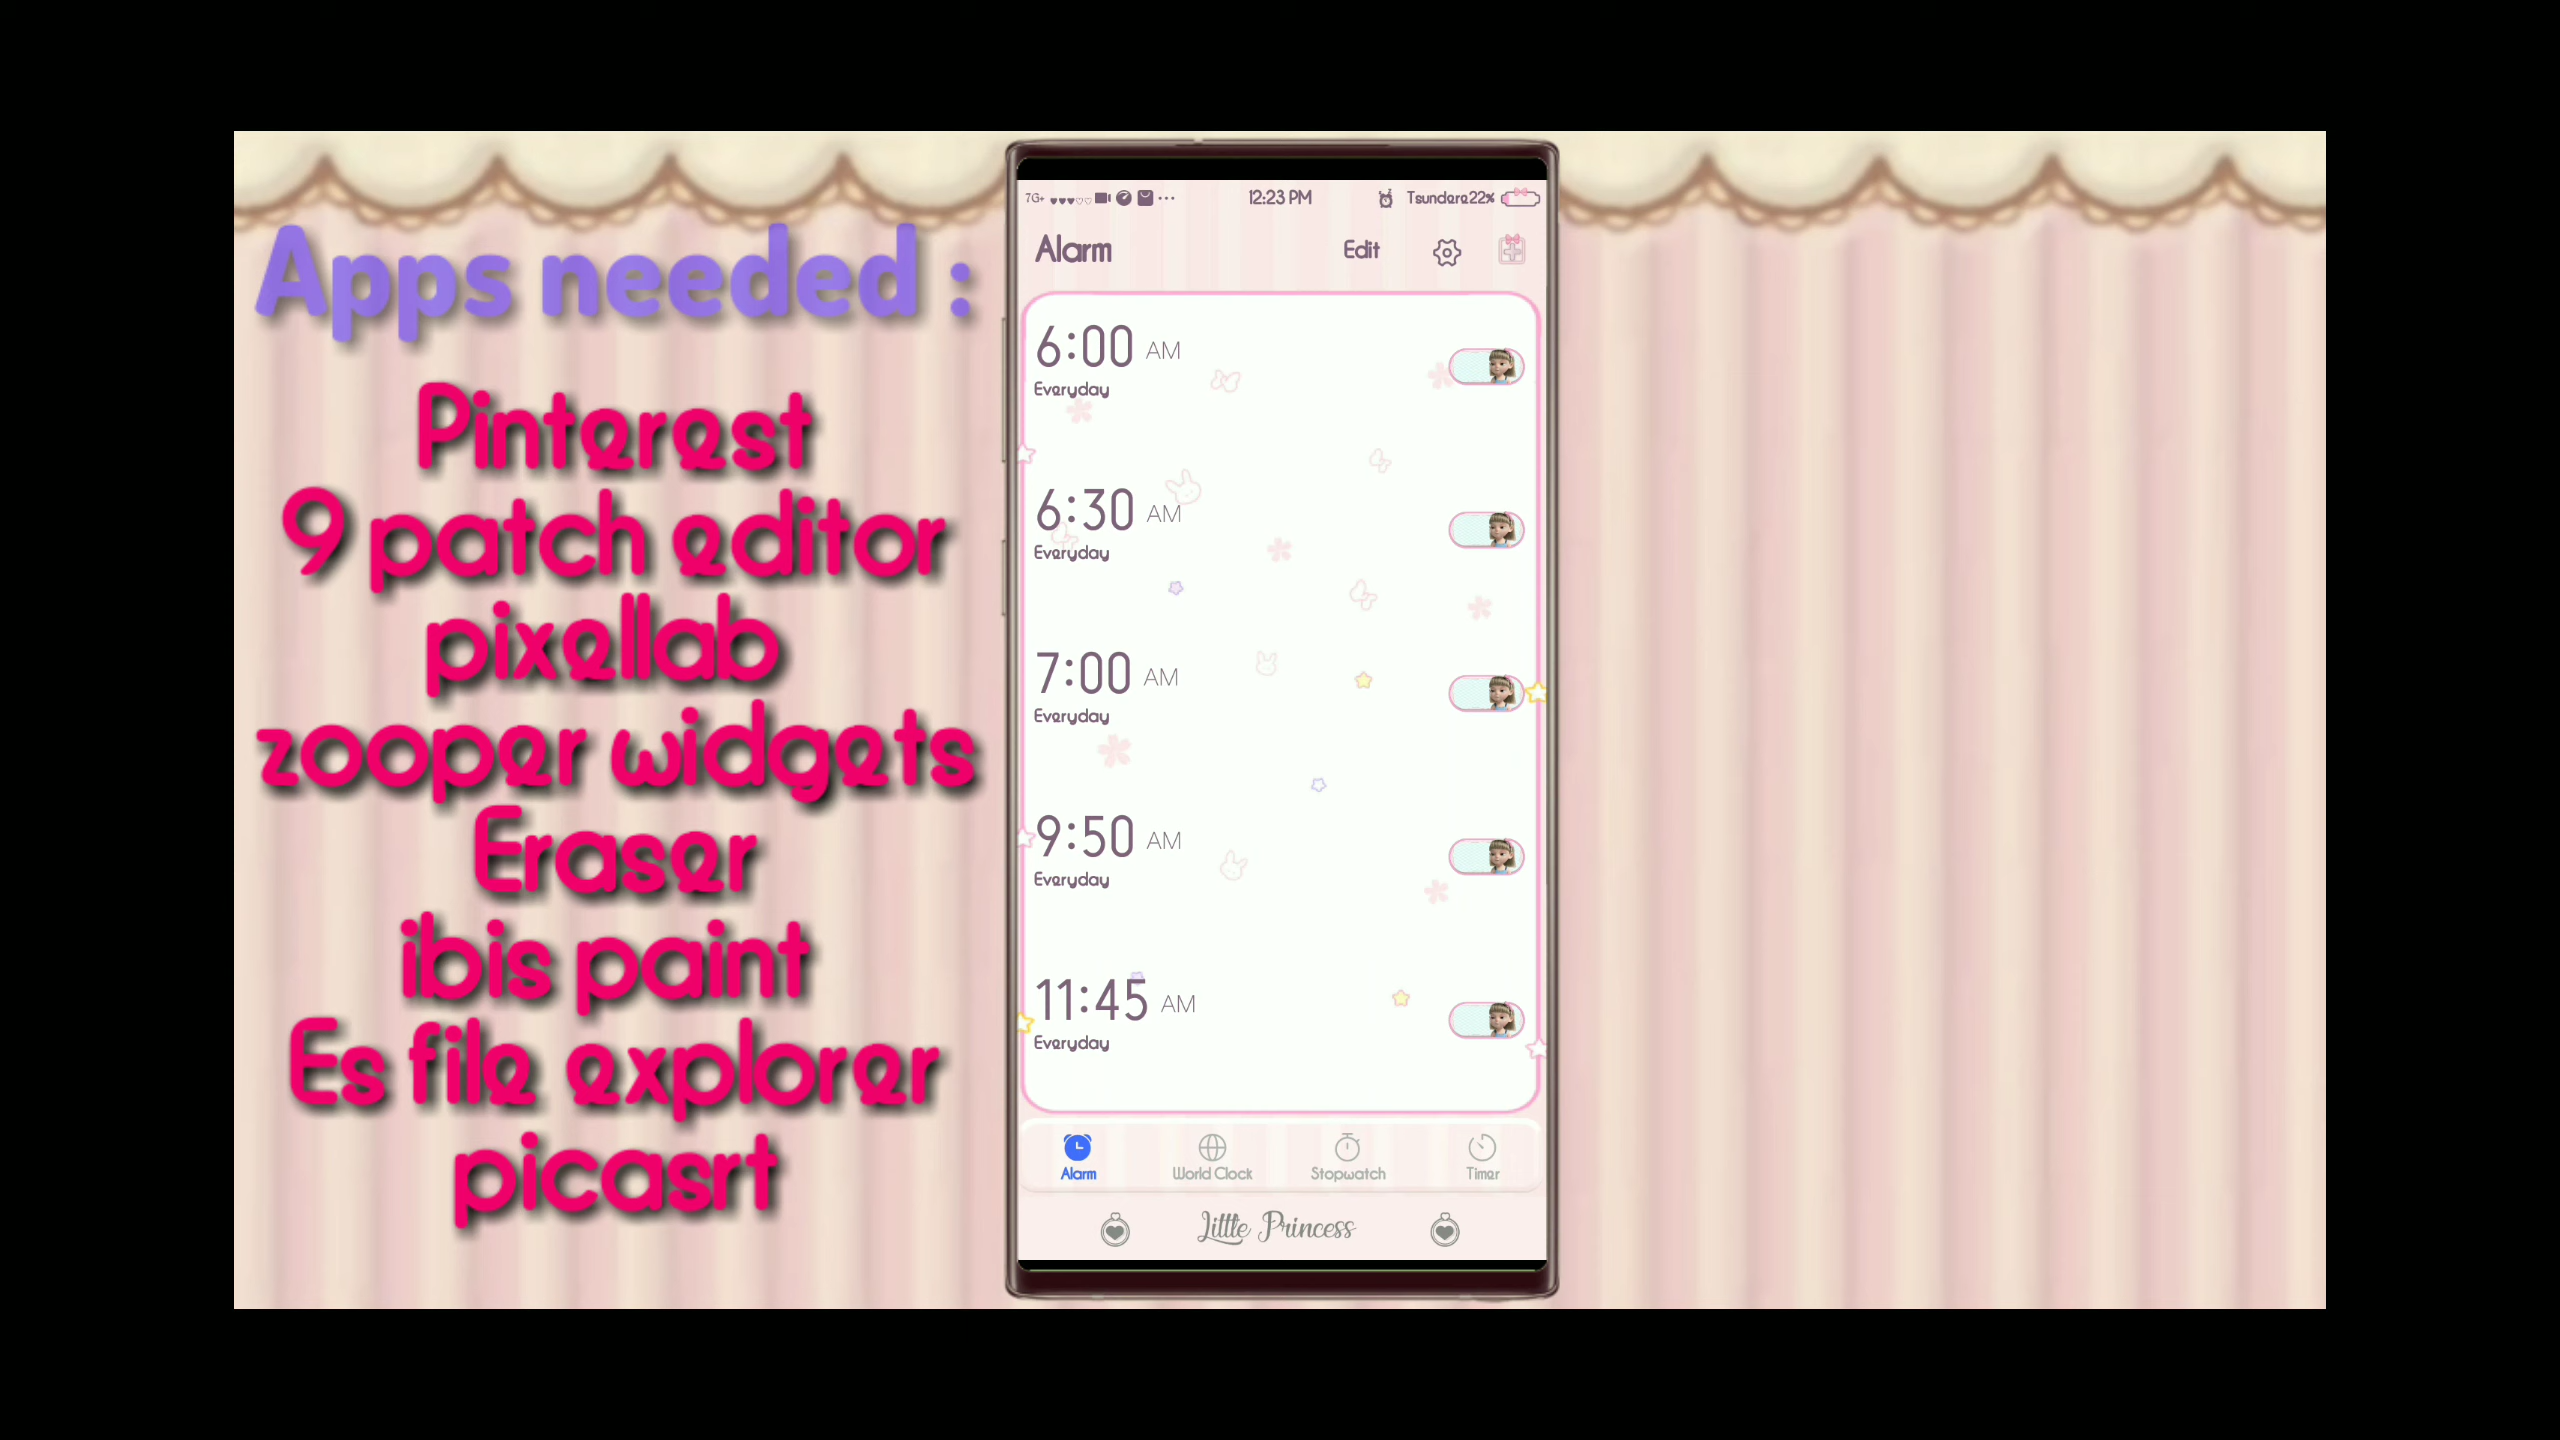 Apps needed :
Pinterest
9 patch editor
pixellab
zooper widgets
Eraser
ibis paint
Es file explorer
picasrt
7G+ 12:23 PM Tsundere22%
Alarm Edit
6:00 AM
Everyday
6:30 AM
Everyday
7:00 AM
Everyday
9:50 AM
Everyday
11:45 AM
Everyday
Alarm World Clock Stopwatch Timer
Little Princess